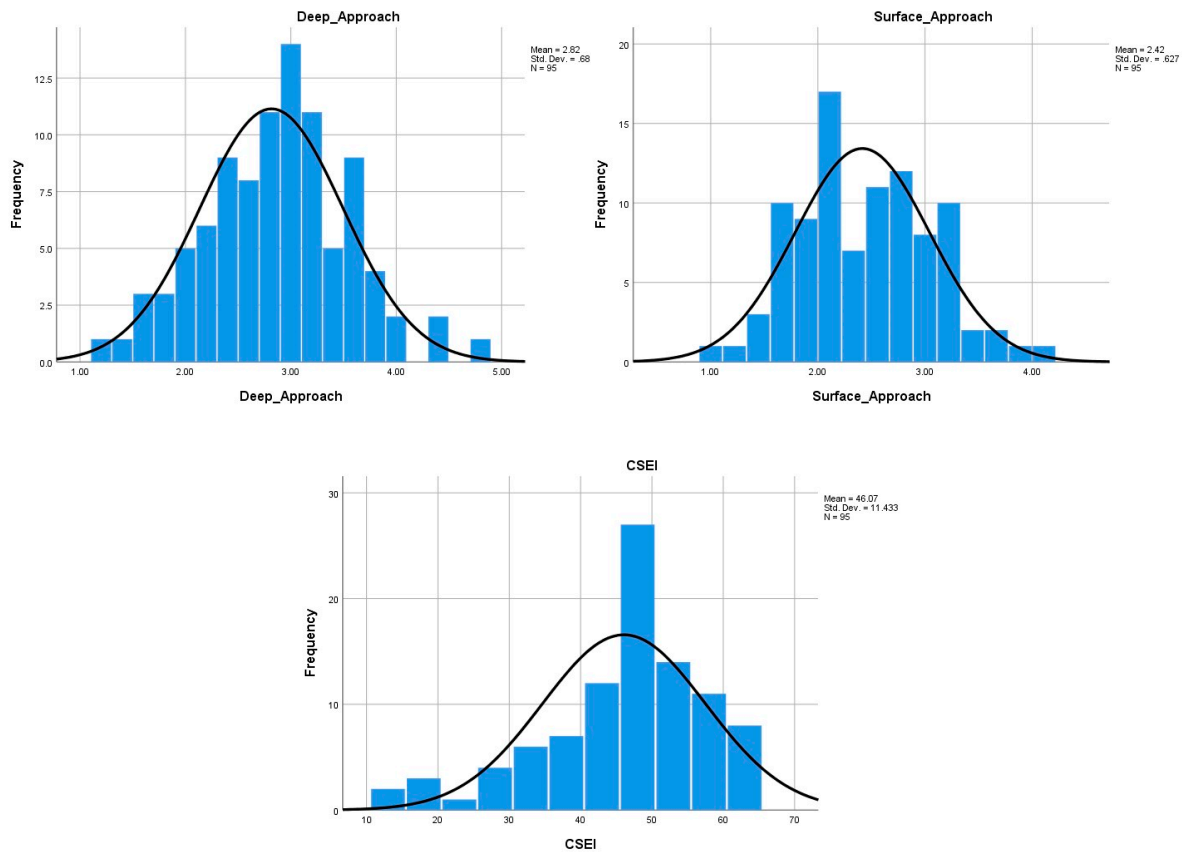 Deep_Approach
Mean = 2.82
Std. Dev. = .68
N = 95
Frequency
12.5
10.0
7.5
5.0
2.5
0.0
1.00 2.00 3.00 4.00 5.00
Deep_Approach
Surface_Approach
Mean = 2.42
Std. Dev. = .627
N = 95
Frequency
20
15
10
5
0
1.00 2.00 3.00 4.00
Surface_Approach
CSEI
Mean = 46.07
Std. Dev. = 11.433
N = 95
Frequency
30
20
10
0
10 20 30 40 50 60 70
CSEI